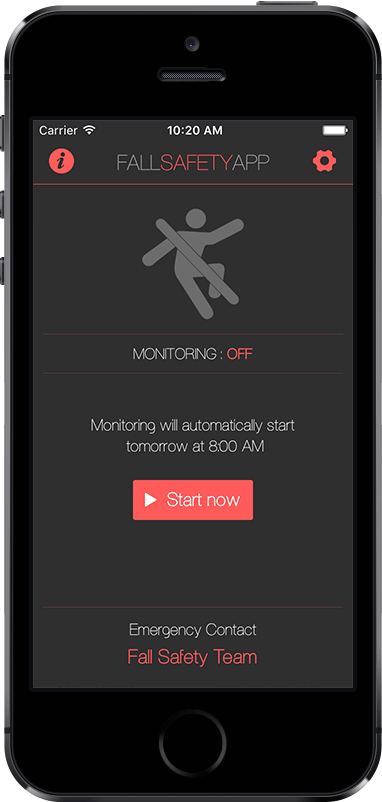 Carrier 10:20 AM
i FALLSAFETYAPP
MONITORING : OFF
Monitoring will automatically start
tomorrow at 8:00 AM
Start now
Emergency Contact
Fall Safety Team